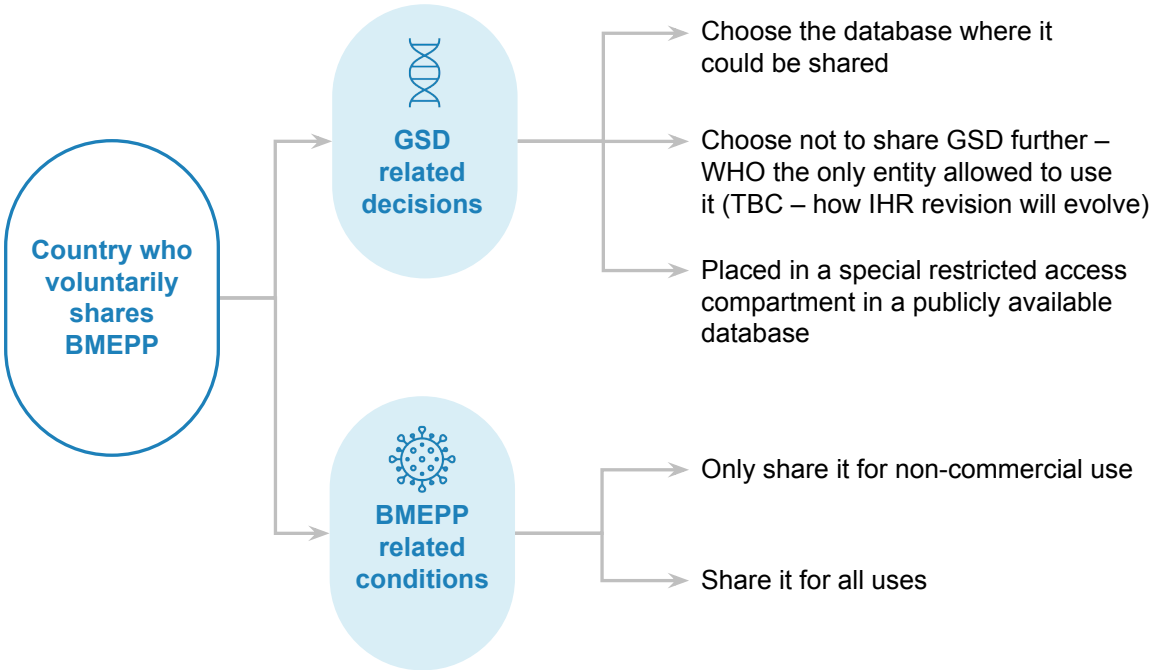 Country who
voluntarily
shares
BMEPP
GSD
related
decisions
Choose the database where it
could be shared
Choose not to share GSD further –
WHO the only entity allowed to use
it (TBC – how IHR revision will evolve)
Placed in a special restricted access
compartment in a publicly available
database
BMEPP
related
conditions
Only share it for non-commercial use
Share it for all uses